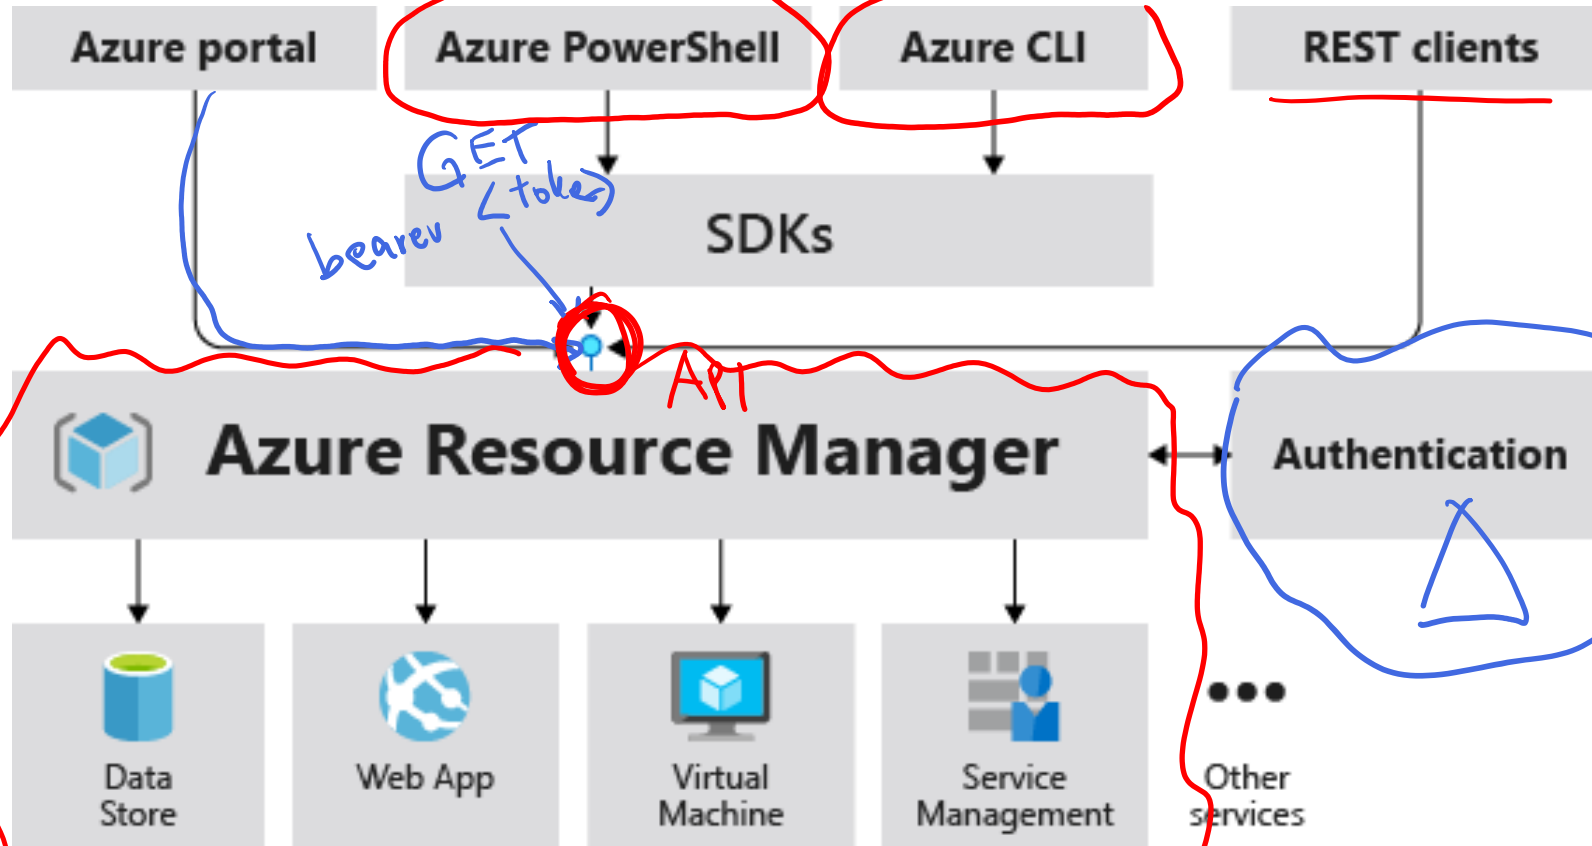 Azure portal
Azure PowerShell
Azure CLI
REST clients
GET
(token)
bearer
SDKs
API
Azure Resource Manager
Authentication
Data
Store
Web App
Virtual
Machine
Service
Management
Other
services